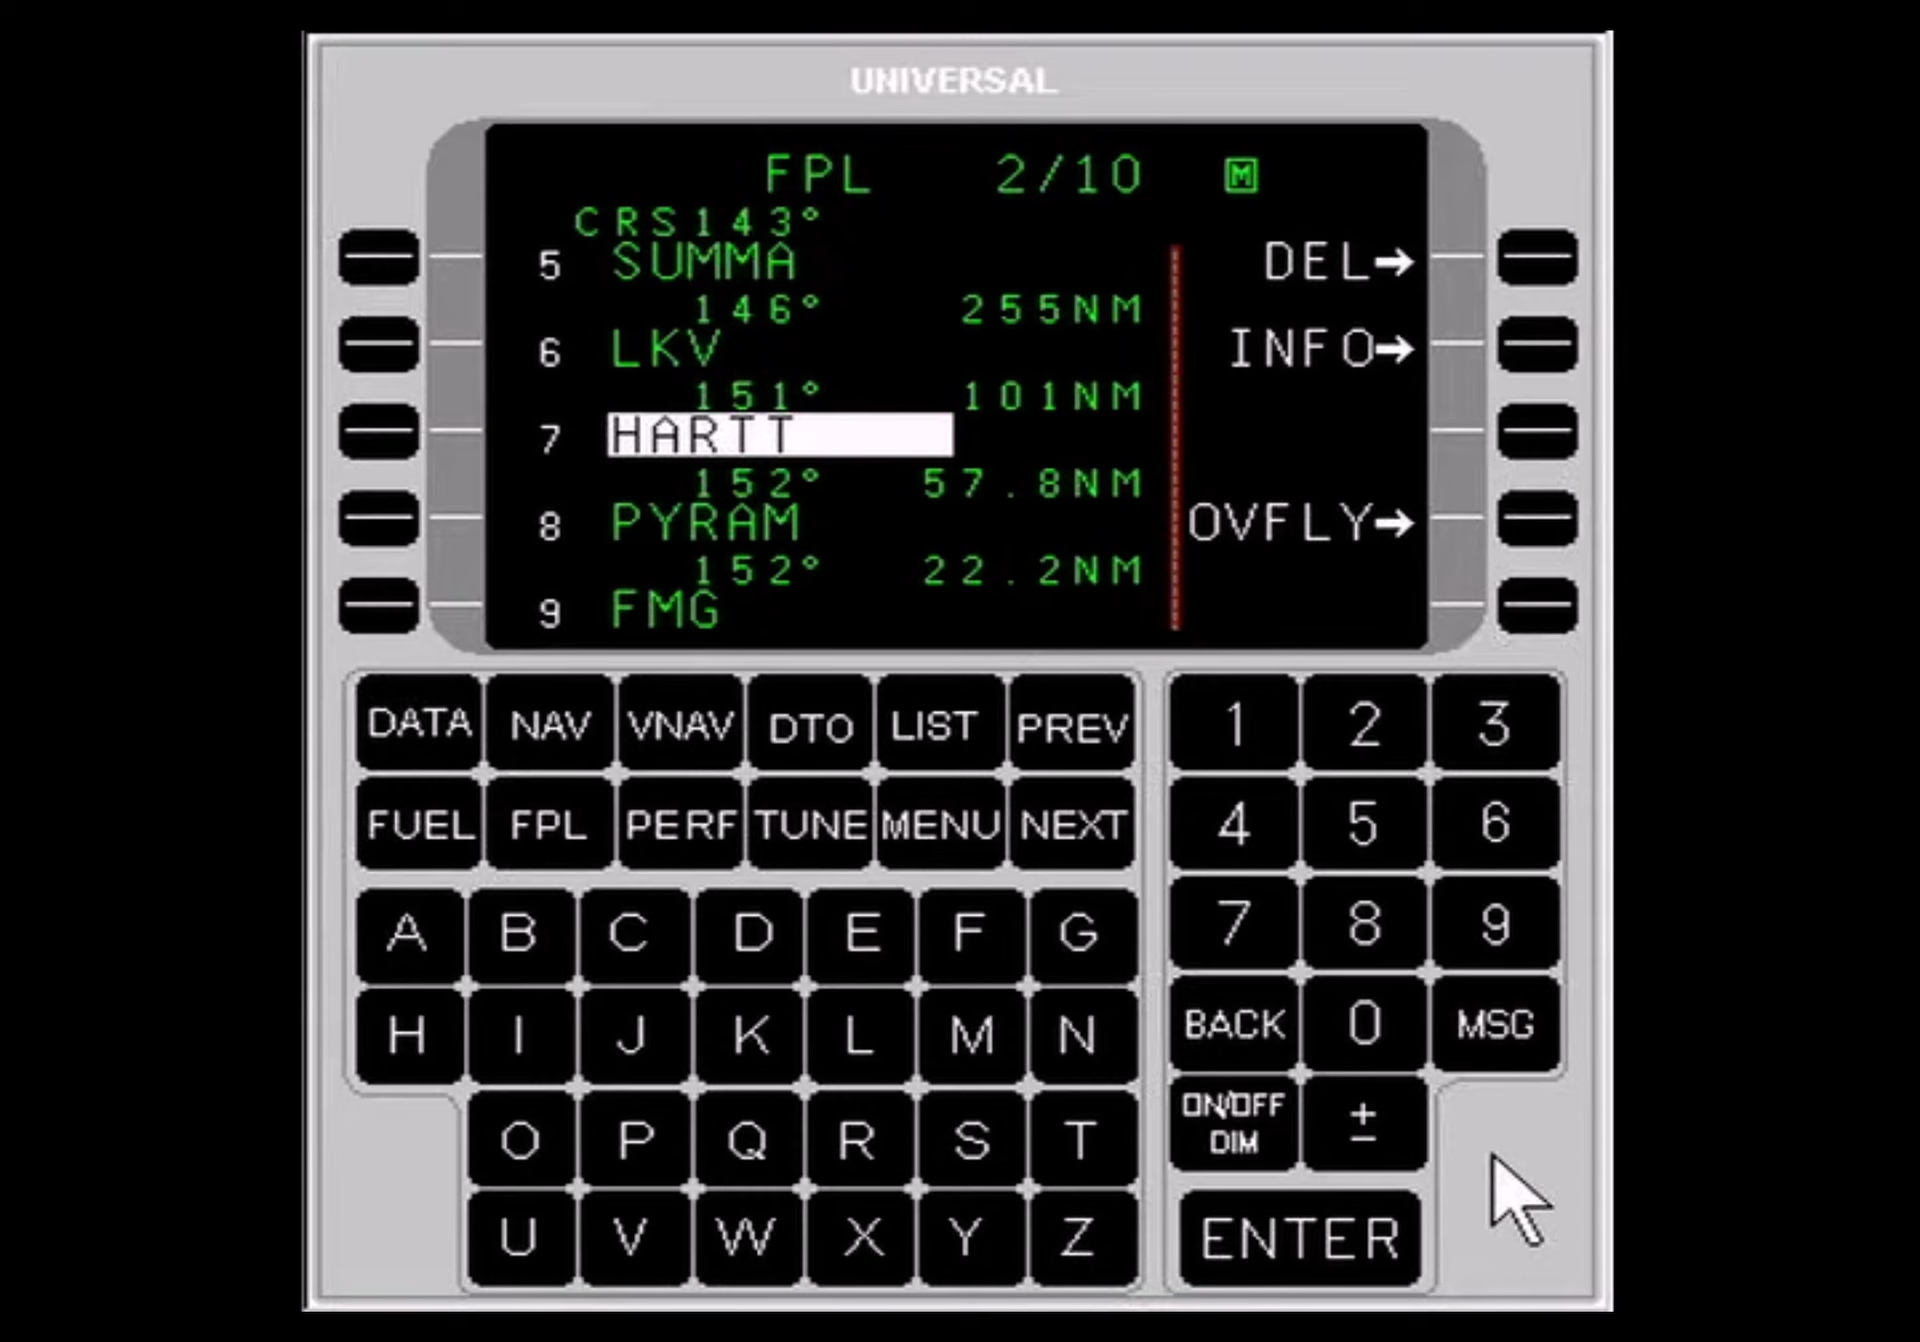 UNIVERSAL
FPL 2/10 M
CRS143°
5 SUMMA DEL→
146° 255NM
6 LKV INFO→
151° 101NM
7 HARTT
152° 57.8NM
8 PYRAM OVFLY→
152° 22.2NM
9 FMG
DATA NAV VNAV DTO LIST PREV 1 2 3
FUEL FPL PERF TUNE MENU NEXT 4 5 6
A B C D E F G 7 8 9
H I J K L M N BACK 0 MSG
O P Q R S T ON/OFF DIM ±
U V W X Y Z ENTER